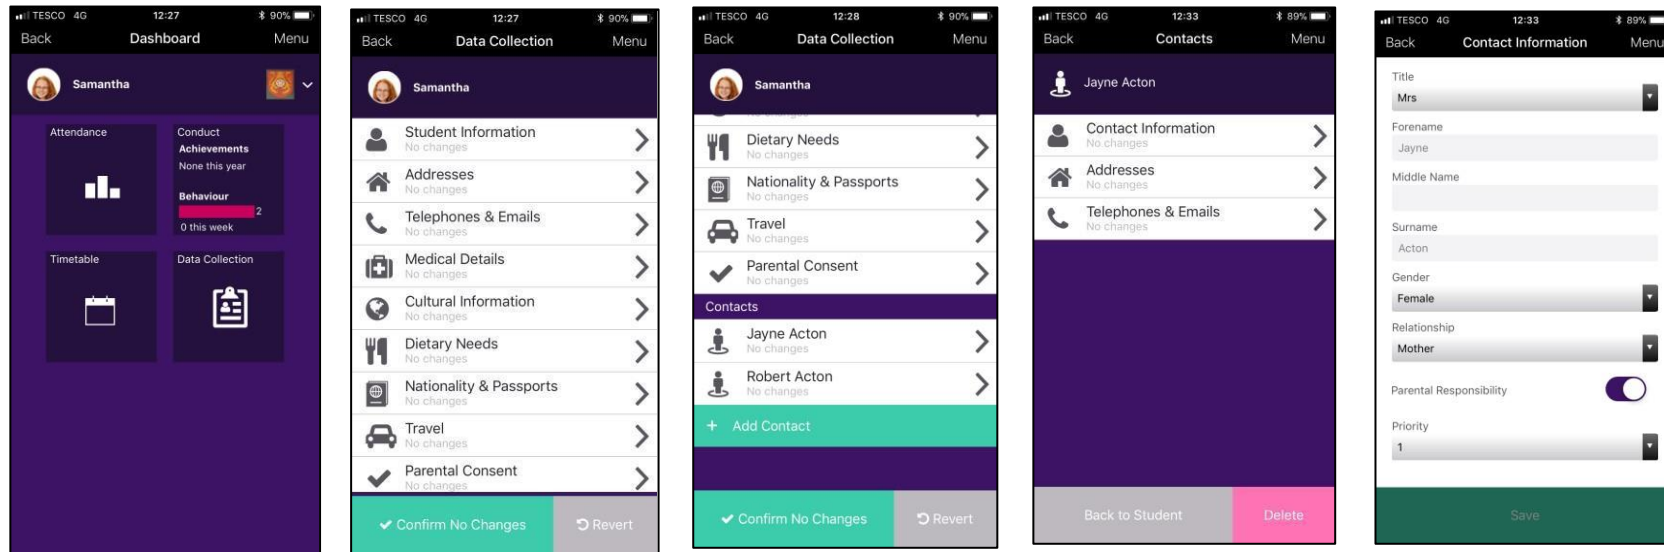 TESCO 4G 12:27 90%
Back Dashboard Menu
Samantha
Attendance
Conduct
Achievements
None this year
Behaviour
2
0 this week
Timetable
Data Collection
TESCO 4G 12:27 90%
Back Data Collection Menu
Samantha
Student Information
No changes
Addresses
No changes
Telephones & Emails
No changes
Medical Details
No changes
Cultural Information
No changes
Dietary Needs
No changes
Nationality & Passports
No changes
Travel
No changes
Parental Consent
No changes
Confirm No Changes Revert
TESCO 4G 12:28 90%
Back Data Collection Menu
Samantha
Dietary Needs
No changes
Nationality & Passports
No changes
Travel
No changes
Parental Consent
No changes
Contacts
Jayne Acton
No changes
Robert Acton
No changes
+ Add Contact
Confirm No Changes Revert
TESCO 4G 12:33 89%
Back Contacts Menu
Jayne Acton
Contact Information
No changes
Addresses
No changes
Telephones & Emails
No changes
Back to Student Delete
TESCO 4G 12:33 89%
Back Contact Information Menu
Title
Mrs
Forename
Jayne
Middle Name
Surname
Acton
Gender
Female
Relationship
Mother
Parental Responsibility
Priority
1
Save